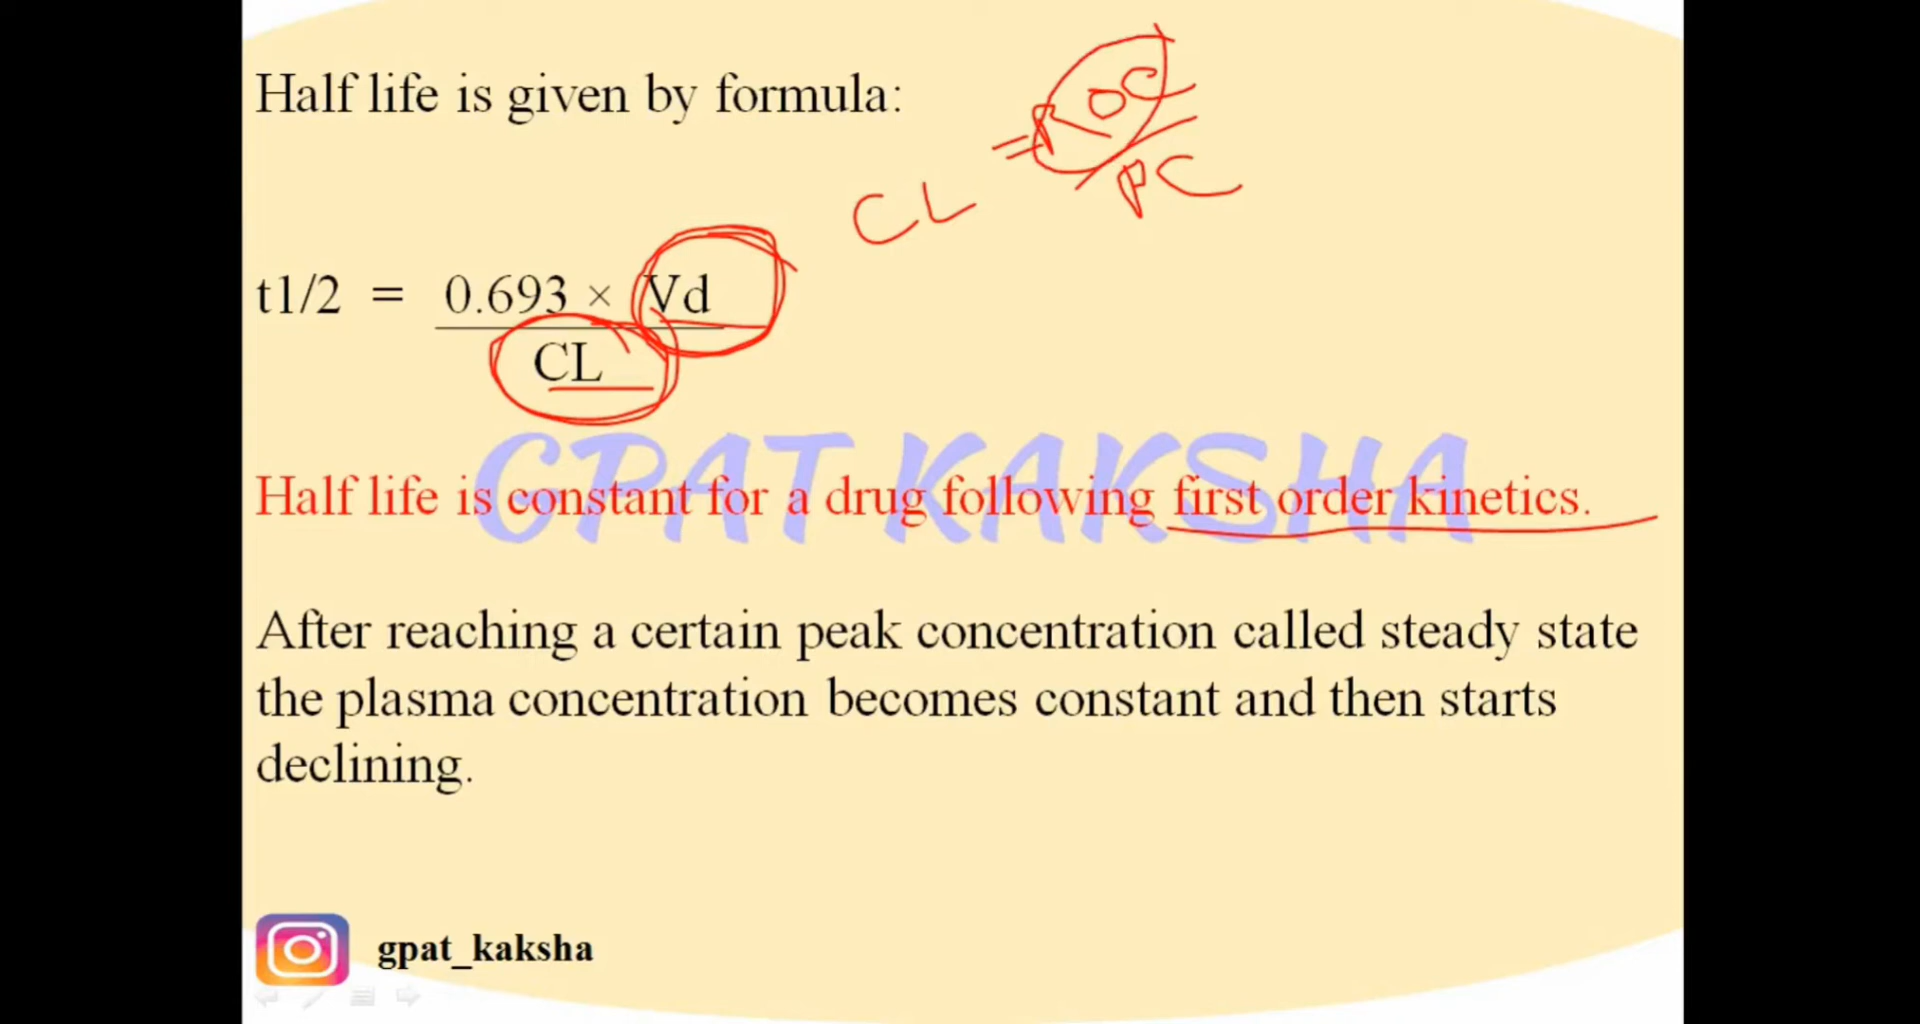 Half life is given by formula:
CL = ROC / PC
t1/2 = 0.693 × Vd
CL
GPAT KAKSHA
Half life is constant for a drug following first order kinetics.
After reaching a certain peak concentration called steady state
the plasma concentration becomes constant and then starts
declining.
gpat_kaksha